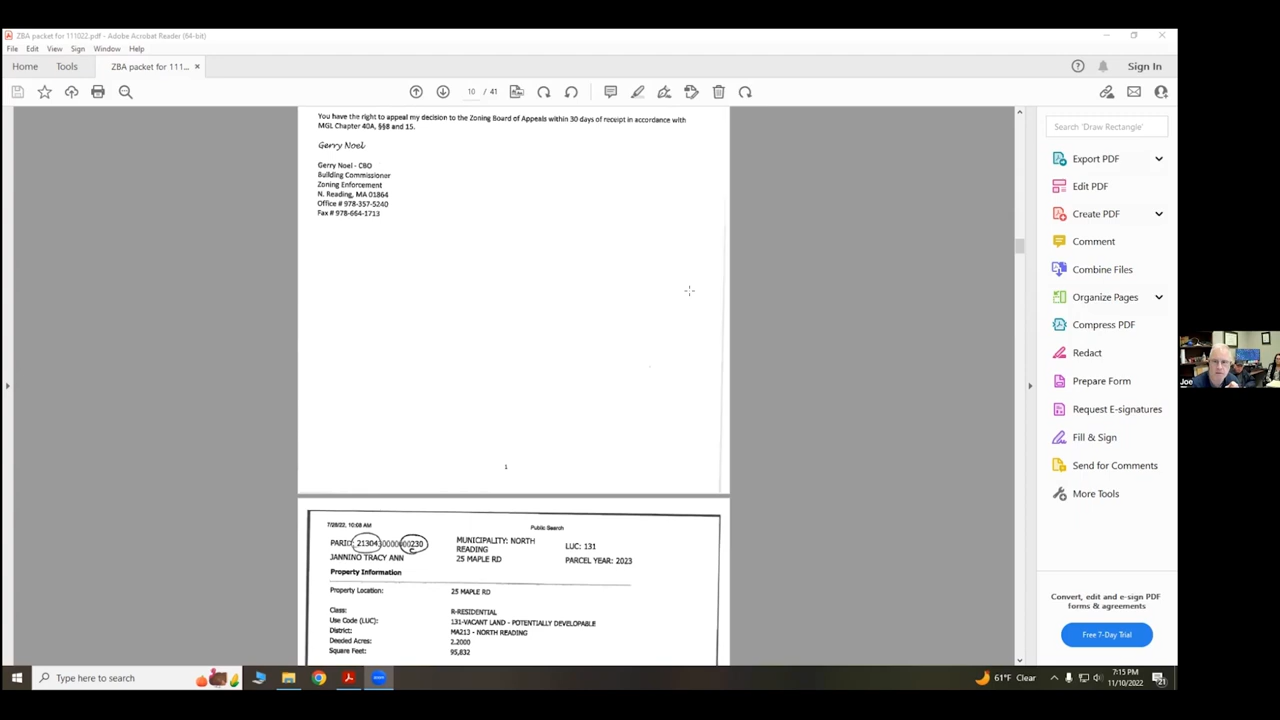 ZBA packet for 111022.pdf - Adobe Acrobat Reader (64-bit)
File Edit View Sign Window Help
Home Tools ZBA packet for 111... × Sign In
10 / 41
You have the right to appeal my decision to the Zoning Board of Appeals within 30 days of receipt in accordance with
MGL Chapter 40A, §§8 and 15.
Gerry Noel
Gerry Noel - CBO
Building Commissioner
Zoning Enforcement
N. Reading, MA 01864
Office # 978-357-5240
Fax # 978-664-1713
1
7/28/22, 10:08 AM Public Search
PARID: 2130430000000230 MUNICIPALITY: NORTH READING LUC: 131
JANNINO TRACY ANN 25 MAPLE RD PARCEL YEAR: 2023
Property Information
Property Location: 25 MAPLE RD
Class: R-RESIDENTIAL
Use Code (LUC): 131-VACANT LAND - POTENTIALLY DEVELOPABLE
District: MA213 - NORTH READING
Deeded Acres: 2.2000
Square Feet: 95,832
Search 'Draw Rectangle'
Export PDF
Edit PDF
Create PDF
Comment
Combine Files
Organize Pages
Compress PDF
Redact
Prepare Form
Request E-signatures
Fill & Sign
Send for Comments
More Tools
Convert, edit and e-sign PDF
forms & agreements
Free 7-Day Trial
Joe
Type here to search
61°F Clear
7:15 PM
11/10/2022
21